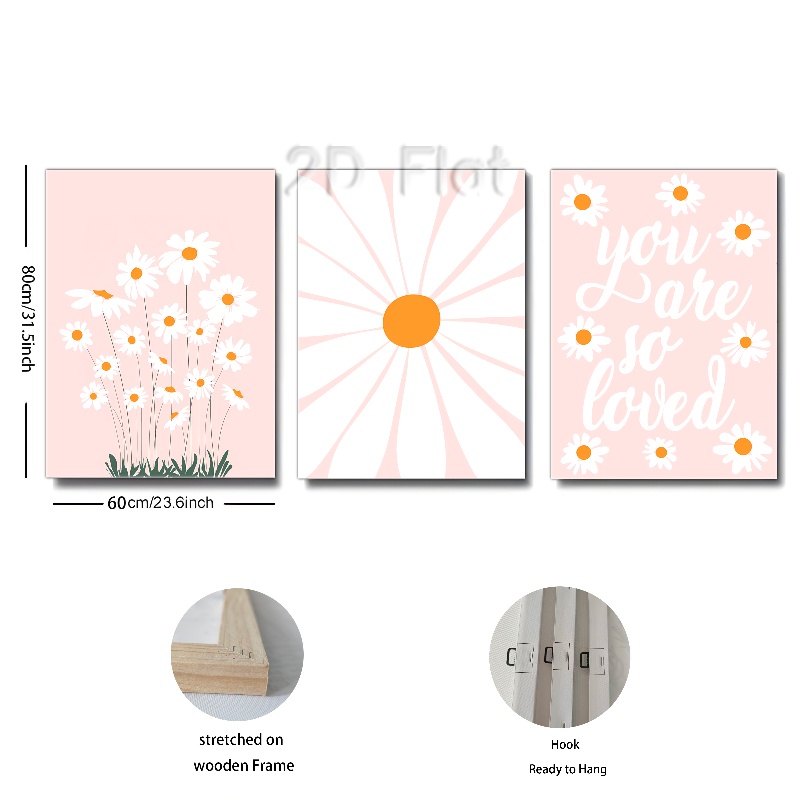 2D Flat
80cm/31.5inch
you
are
so
loved
60cm/23.6inch
stretched on
wooden Frame
Hook
Ready to Hang